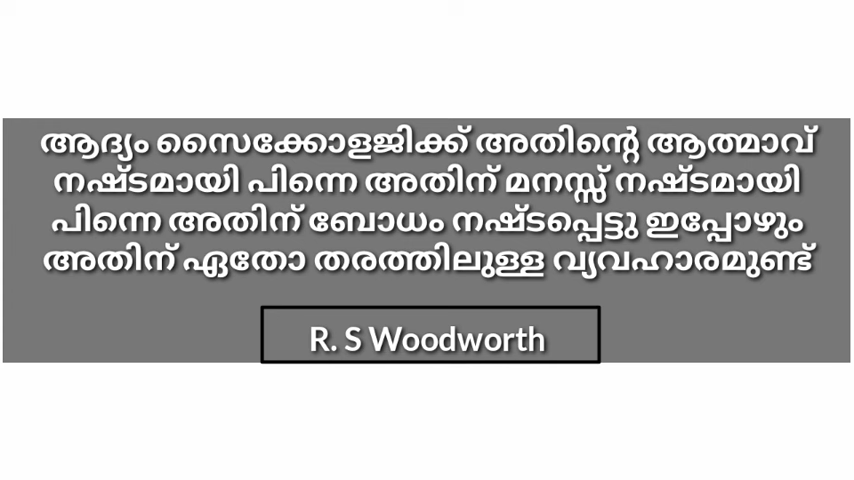 ആദ്യം സൈക്കോളജിക്ക് അതിന്റെ ആത്മാവ്
നഷ്ടമായി പിന്നെ അതിന് മനസ്സ് നഷ്ടമായി
പിന്നെ അതിന് ബോധം നഷ്ടപ്പെട്ടു ഇപ്പോഴും
അതിന് ഏതോ തരത്തിലുള്ള വ്യവഹാരമുണ്ട്
R. S Woodworth